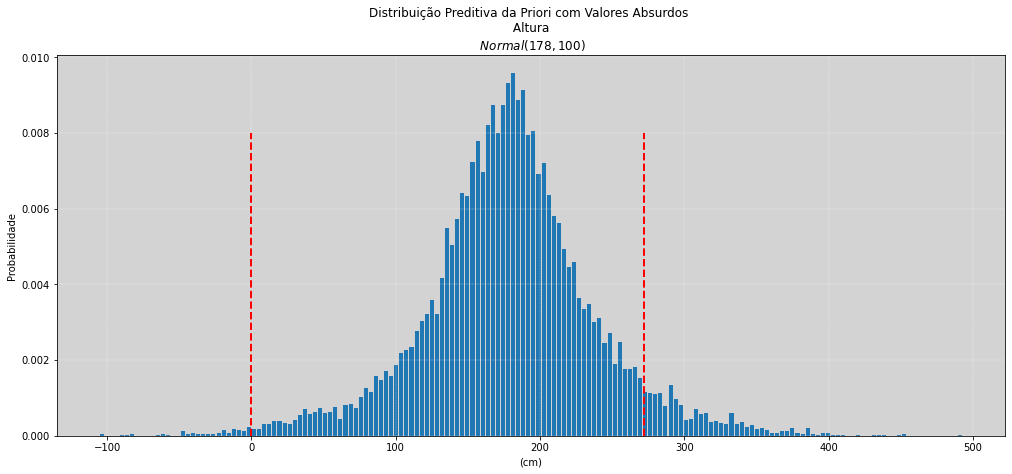 Distribuição Preditiva da Priori com Valores Absurdos
Altura
Normal(178, 100)
0.010
0.008
0.006
0.004
0.002
0.000
Probabilidade
−100
0
100
200
300
400
500
(cm)